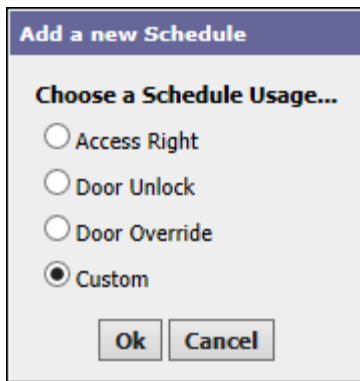 Add a new Schedule
Choose a Schedule Usage...
Access Right
Door Unlock
Door Override
Custom
Ok Cancel